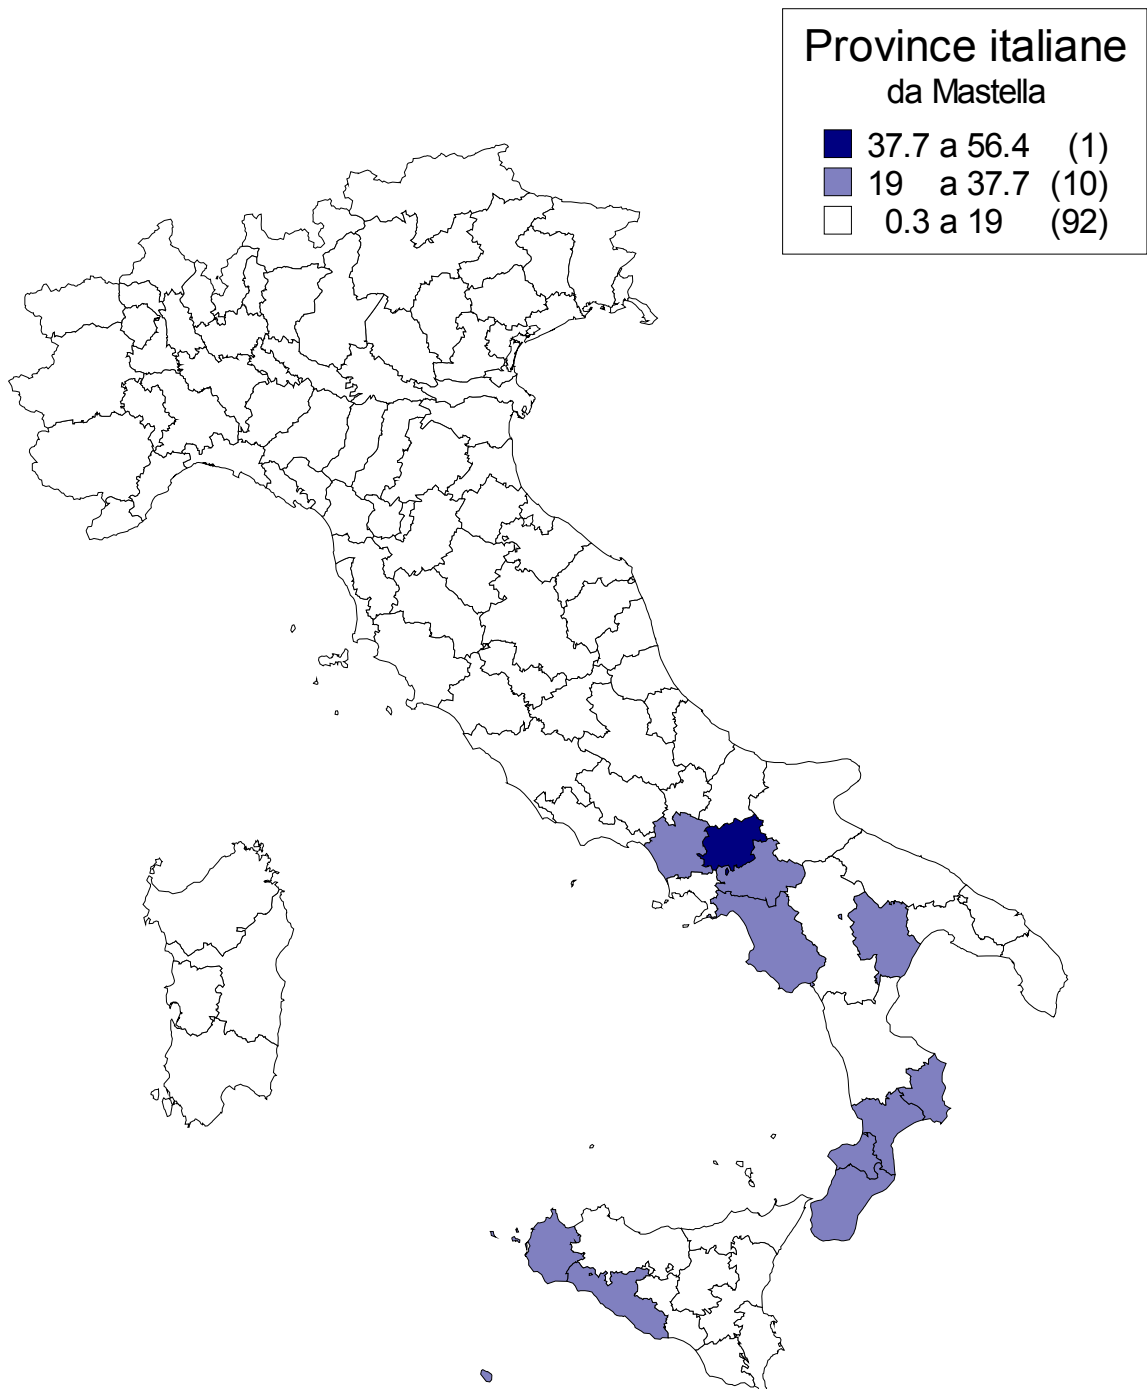 Province italiane
da Mastella
37.7 a 56.4 (1)
19 a 37.7 (10)
0.3 a 19 (92)